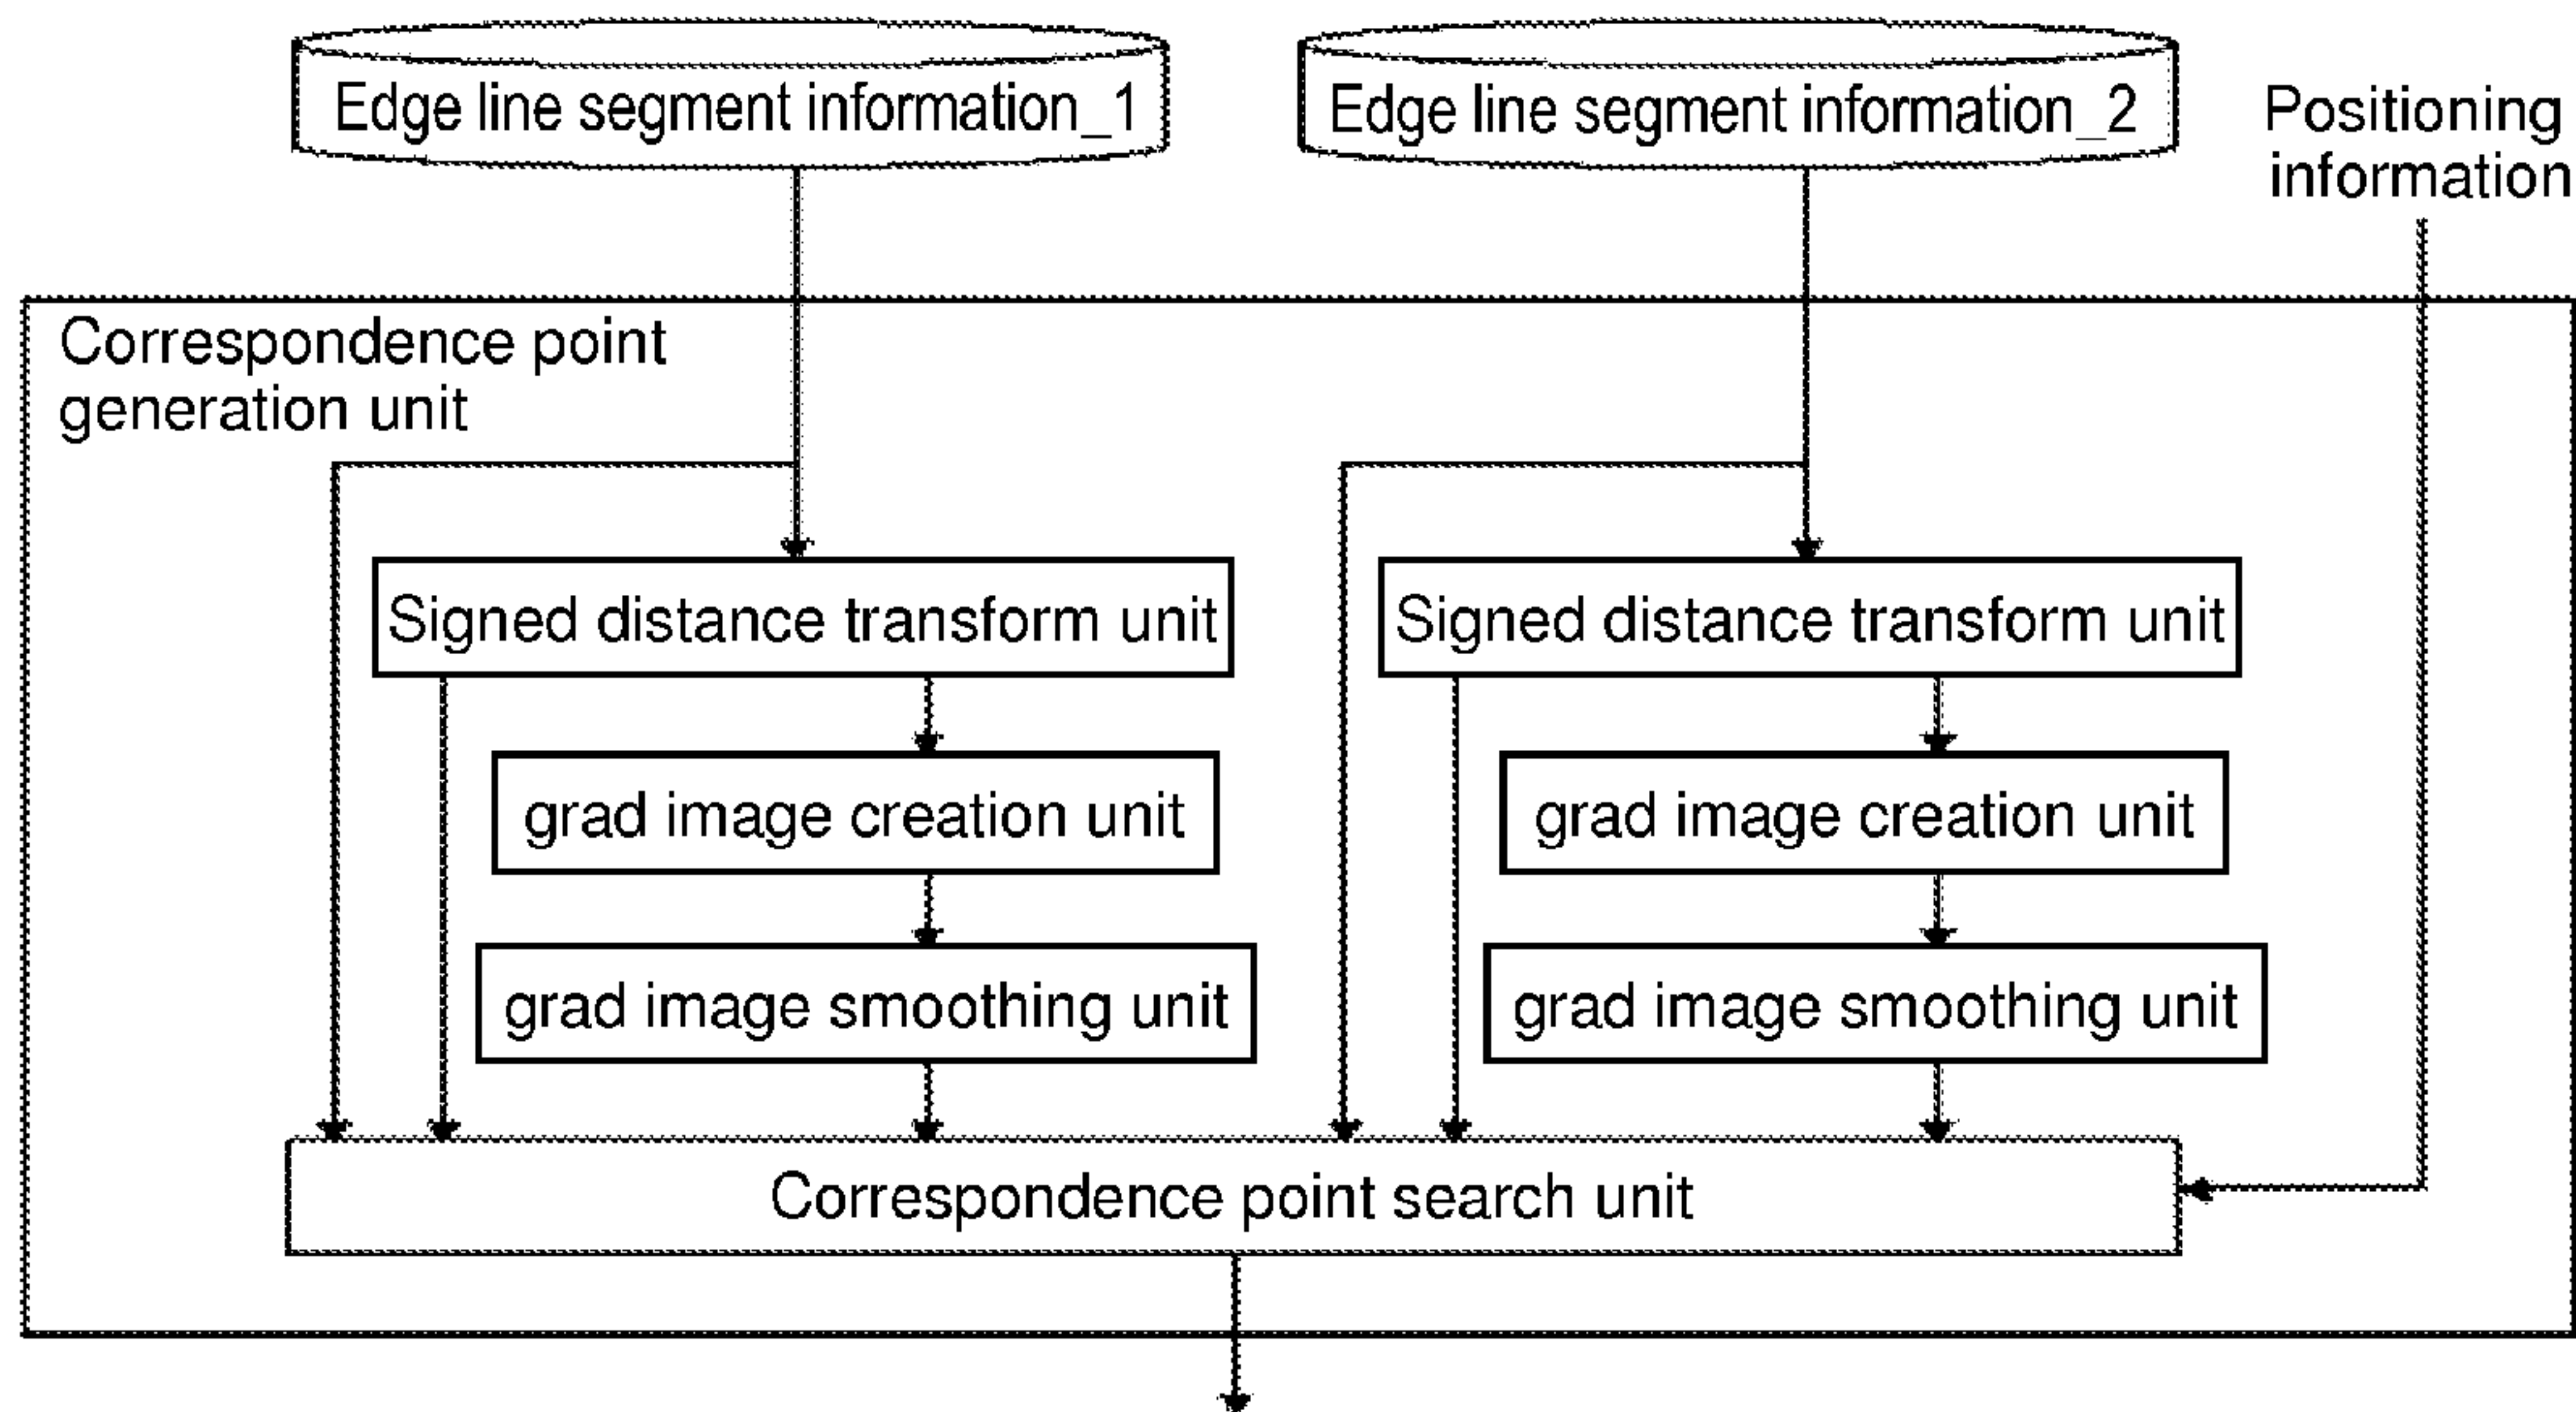 Edge line segment information_1
Edge line segment information_2
Positioning
information
Correspondence point
generation unit
Signed distance transform unit
Signed distance transform unit
grad image creation unit
grad image creation unit
grad image smoothing unit
grad image smoothing unit
Correspondence point search unit